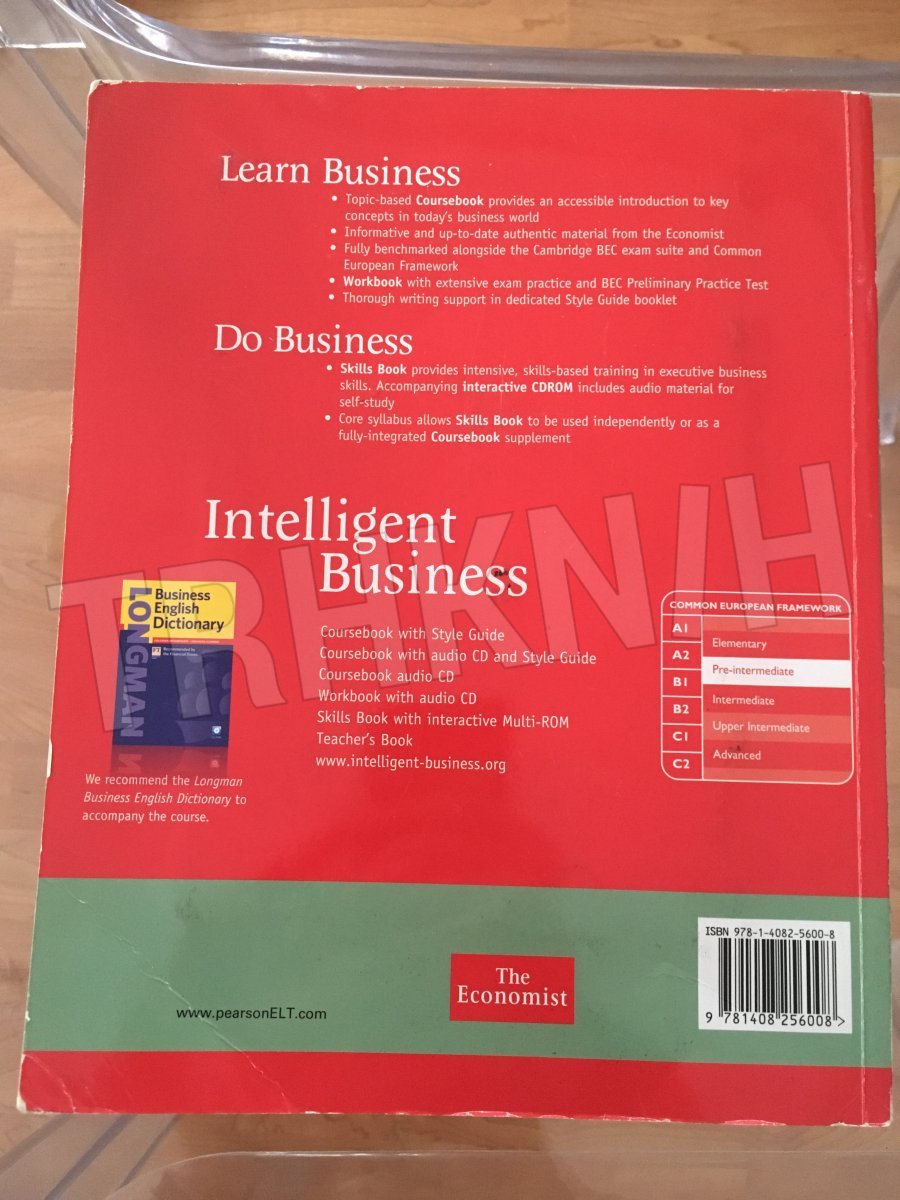 Learn Business
• Topic-based Coursebook provides an accessible introduction to key
concepts in today's business world
• Informative and up-to-date authentic material from the Economist
• Fully benchmarked alongside the Cambridge BEC exam suite and Common
European Framework
• Workbook with extensive exam practice and BEC Preliminary Practice Test
• Thorough writing support in dedicated Style Guide booklet
Do Business
• Skills Book provides intensive, skills-based training in executive business
skills. Accompanying interactive CDROM includes audio material for
self-study
• Core syllabus allows Skills Book to be used independently or as a
fully-integrated Coursebook supplement
Intelligent
Business
TRHKNIH
LONGMAN
Business
English
Dictionary
Recommended by
the Financial Times
We recommend the Longman
Business English Dictionary to
accompany the course.
Coursebook with Style Guide
Coursebook with audio CD and Style Guide
Coursebook audio CD
Workbook with audio CD
Skills Book with interactive Multi-ROM
Teacher's Book
www.intelligent-business.org
COMMON EUROPEAN FRAMEWORK
A1
Elementary
A2
Pre-intermediate
B1
Intermediate
B2
Upper Intermediate
C1
Advanced
C2
www.pearsonELT.com
The
Economist
ISBN 978-1-4082-5600-8
9 781408 256008 >